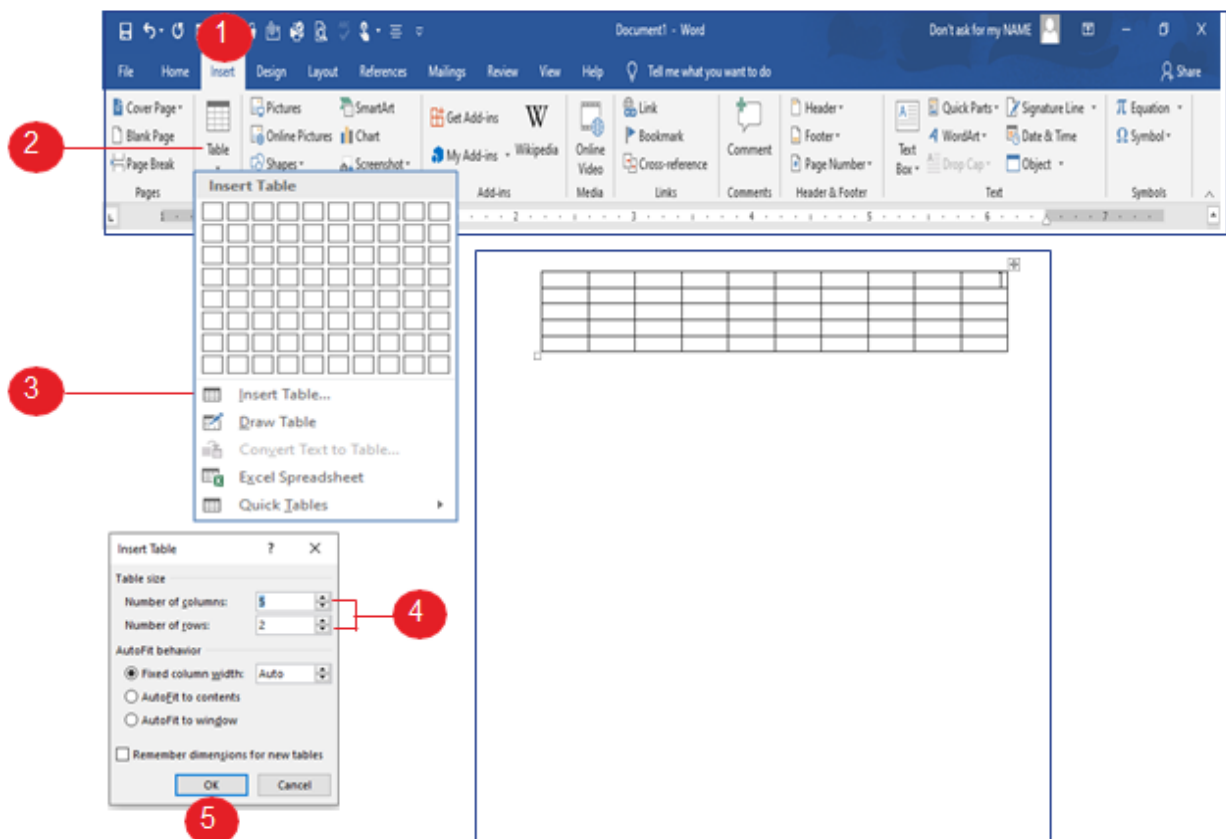 1
Document1 - Word
Don't ask for my NAME
File Home Insert Design Layout References Mailings Review View Help Tell me what you want to do Share
Cover Page
Blank Page
Page Break
Pages
2
Table
Pictures
Online Pictures
Shapes
SmartArt
Chart
Screenshot
Get Add-ins
My Add-ins
W
Wikipedia
Add-ins
Online
Video
Media
Link
Bookmark
Cross-reference
Links
Comment
Comments
Header
Footer
Page Number
Header & Footer
A
Text
Box
Quick Parts
WordArt
Drop Cap
Signature Line
Date & Time
Object
Text
π Equation
Ω Symbol
Symbols
2 3 4 5 6 7
Insert Table
3
Insert Table...
Draw Table
Convert Text to Table...
Excel Spreadsheet
Quick Tables
Insert Table ? X
Table size
Number of columns: 5
Number of rows: 2
4
AutoFit behavior
Fixed column width: Auto
AutoFit to contents
AutoFit to window
Remember dimensions for new tables
OK Cancel
5